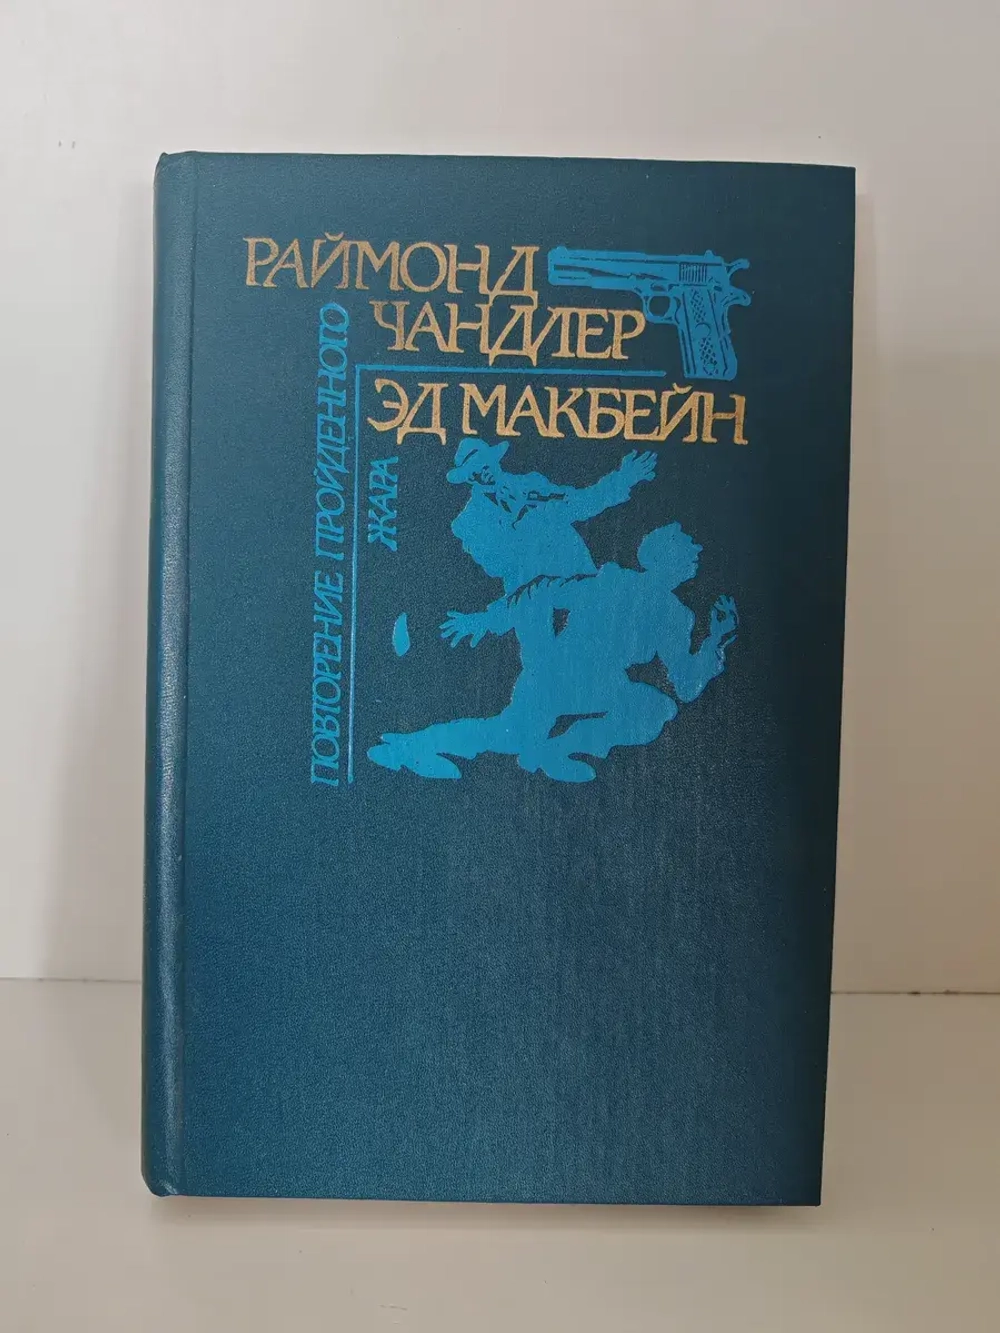 РАЙМОНД
ЧАНДЛЕР
ЭД МАКБЕЙН
ПОВТОРЕНИЕ ПРОЙДЕННОГО
ЖАРА